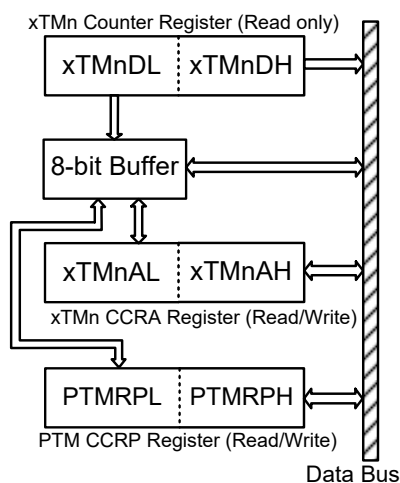 xTMn Counter Register (Read only)
xTMnDL xTMnDH
8-bit Buffer
xTMnAL xTMnAH
xTMn CCRA Register (Read/Write)
PTMRPL PTMRPH
PTM CCRP Register (Read/Write)
Data Bus